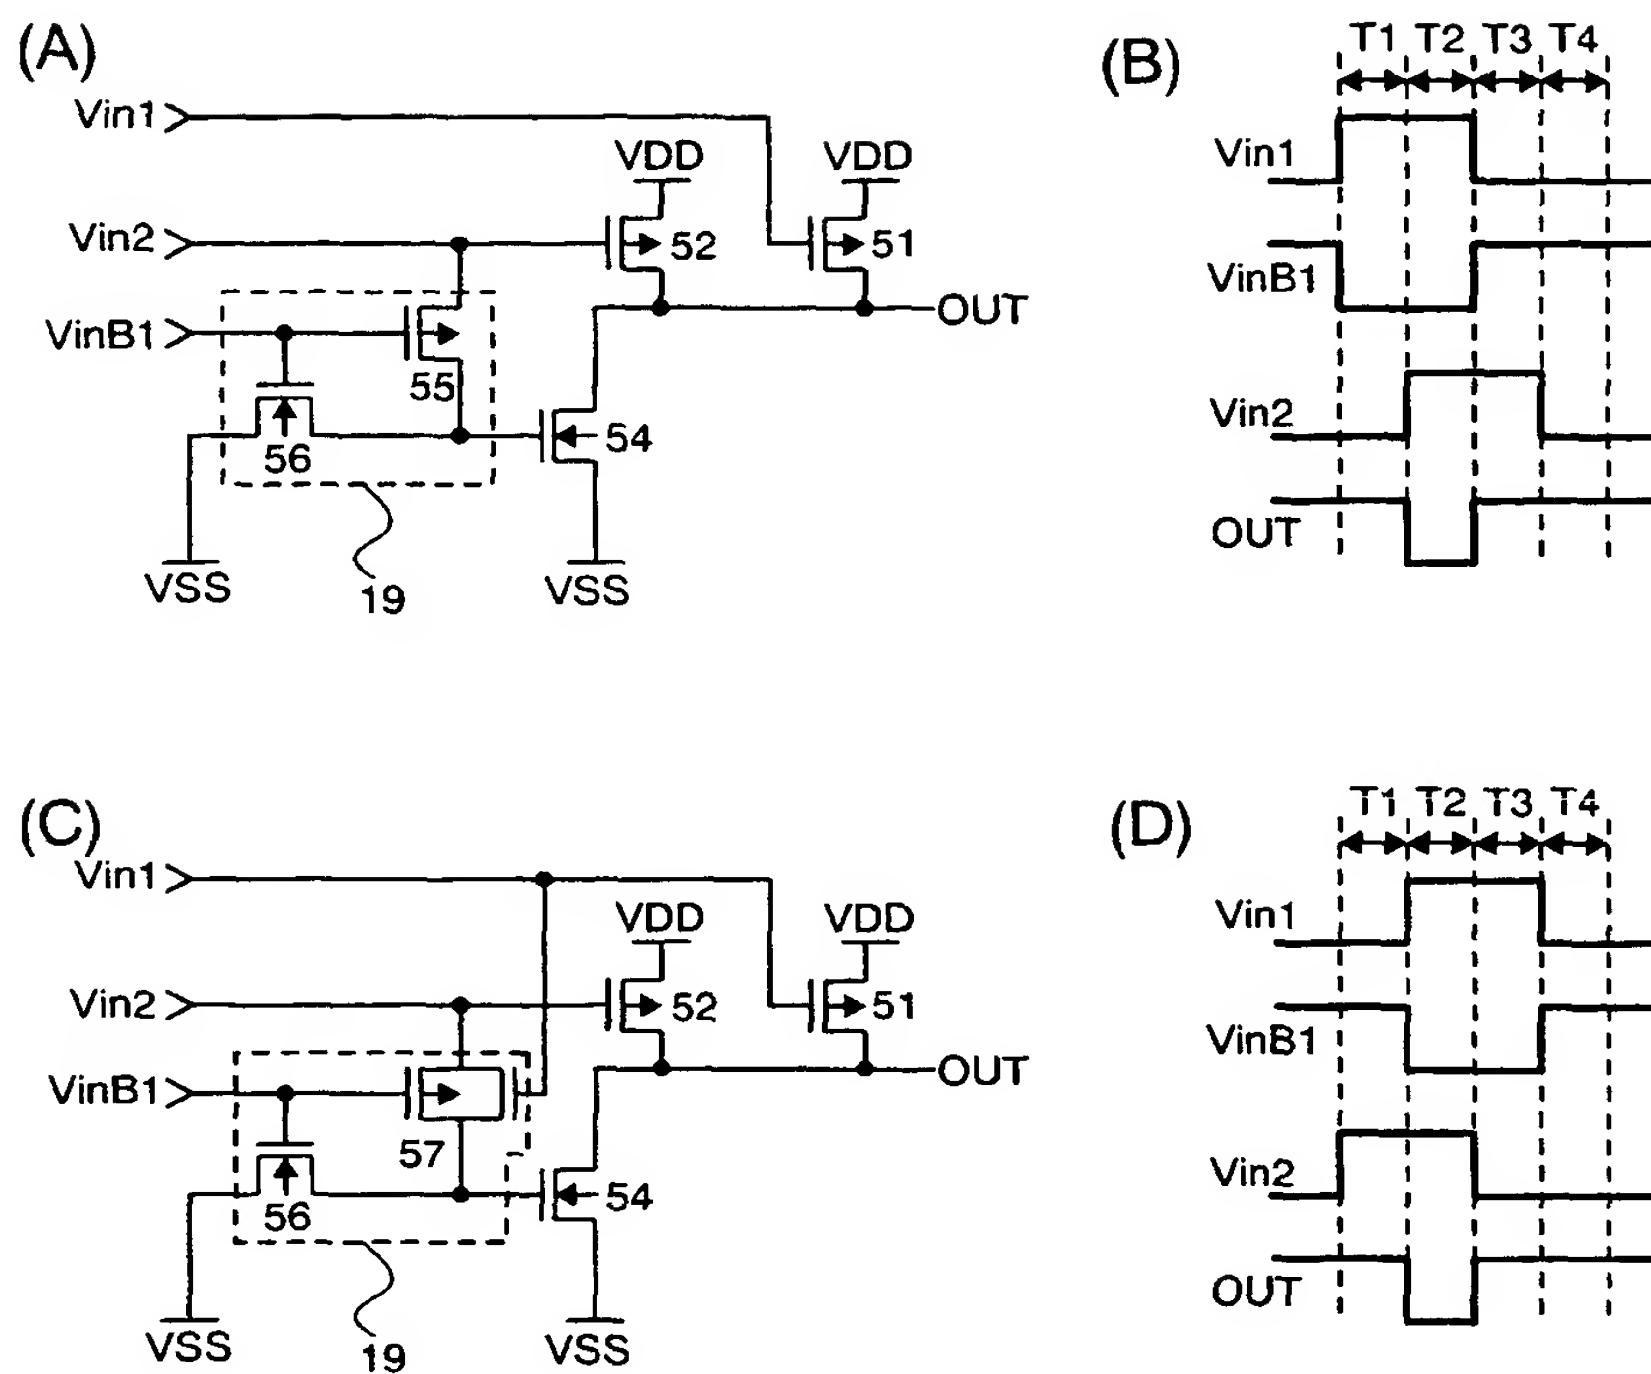 (A)
Vin1
VDD
VDD
Vin2
52
51
VinB1
OUT
55
56
54
VSS
19
VSS
(B)
T1 T2 T3 T4
Vin1
VinB1
Vin2
OUT
(C)
Vin1
VDD
VDD
Vin2
52
51
VinB1
OUT
57
56
54
VSS
19
VSS
(D)
T1 T2 T3 T4
Vin1
VinB1
Vin2
OUT